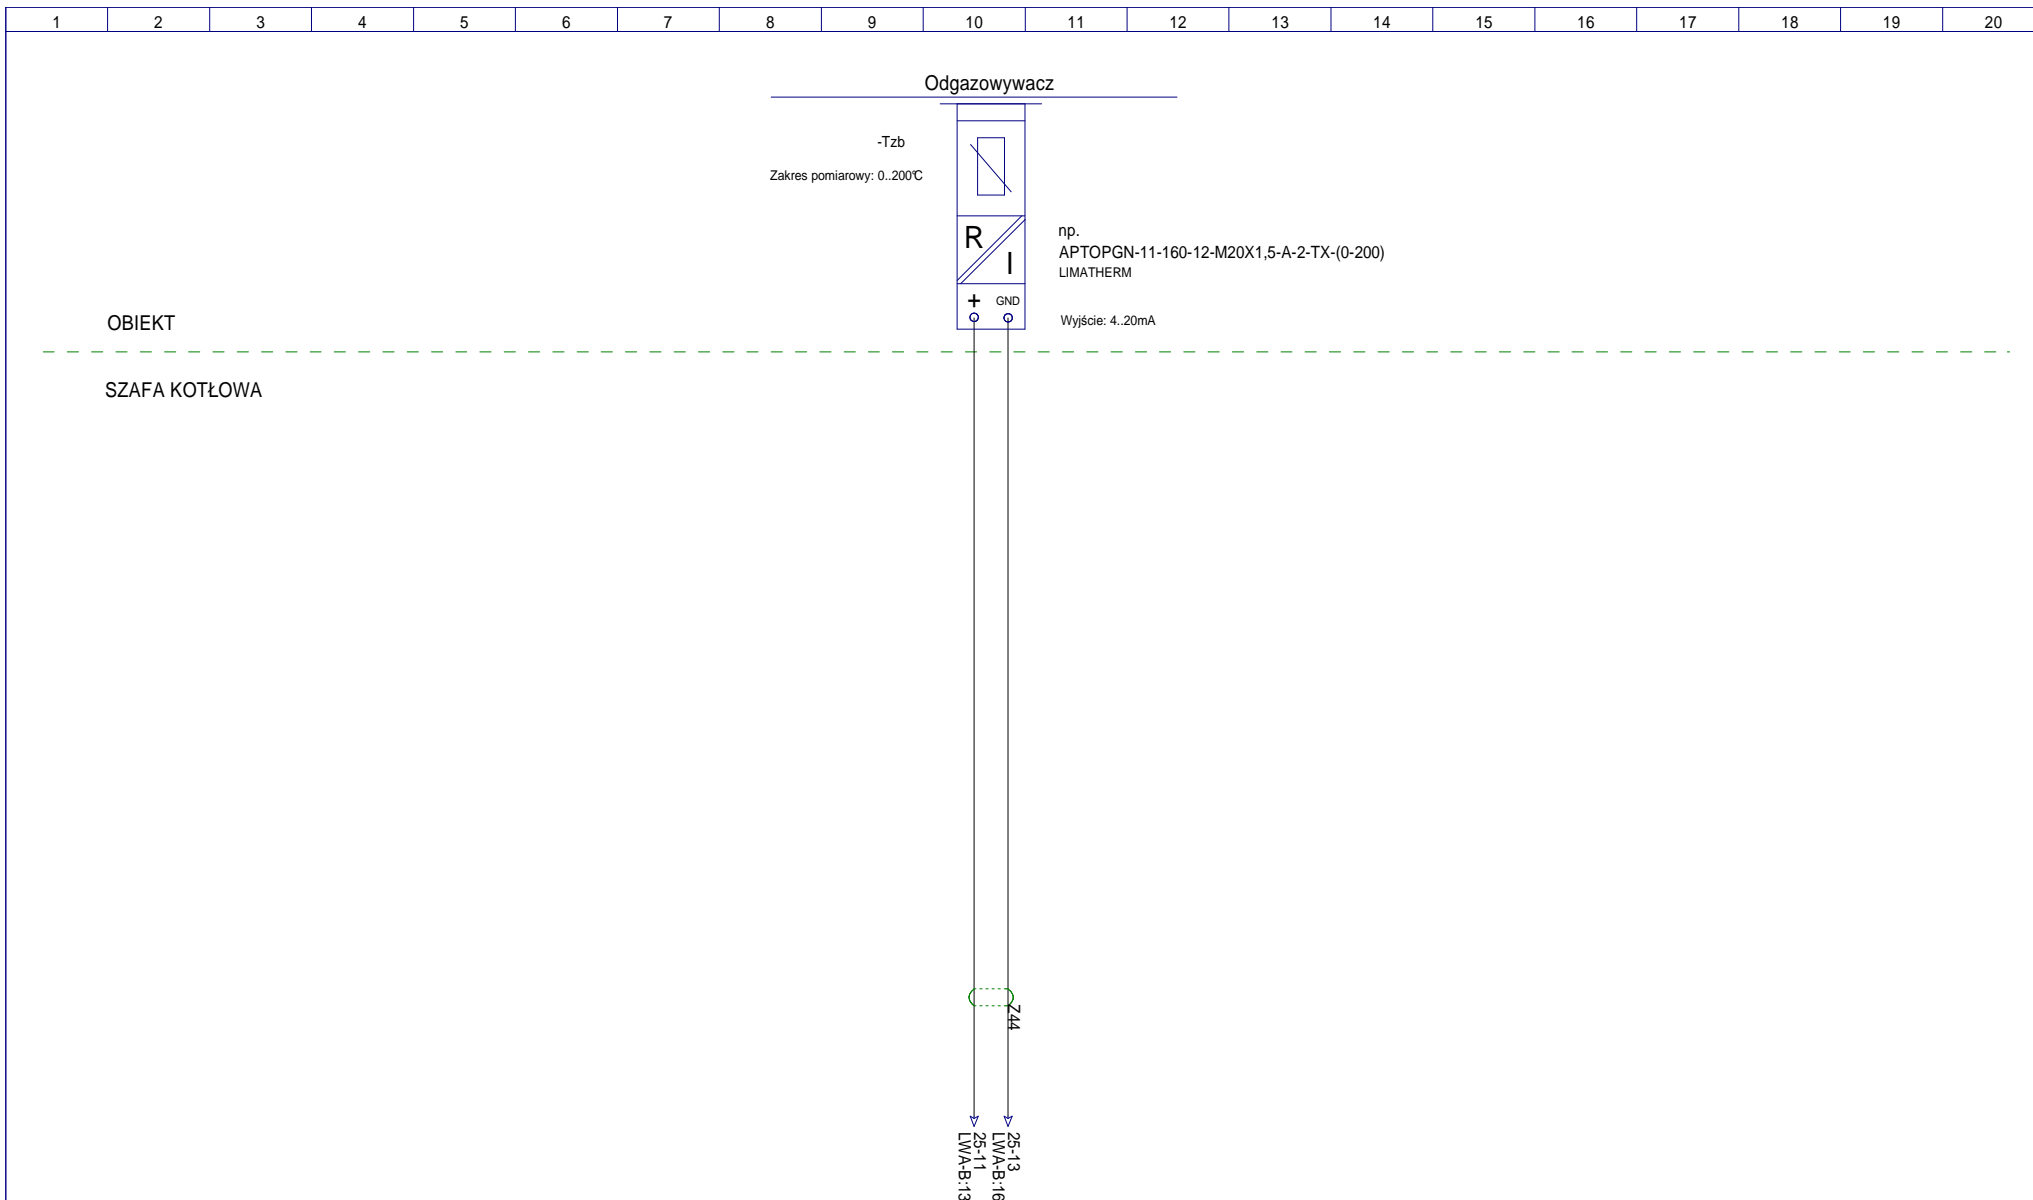 1 2 3 4 5 6 7 8 9 10 11 12 13 14 15 16 17 18 19 20
Odgazowywacz
-Tzb
Zakres pomiarowy: 0..200°C
R
I
np.
APTOPGN-11-160-12-M20X1,5-A-2-TX-(0-200)
LIMATHERM
+ GND
Wyjście: 4..20mA
OBIEKT
SZAFA KOTŁOWA
Z44
25-11
LWA-B:13
25-13
LWA-B:16